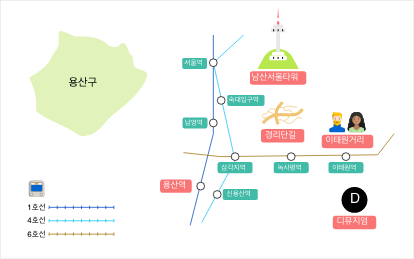 용산구
서울역
남산서울타워
숙대입구역
남영역
경리단길
이태원거리
삼각지역
녹사평역
이태원역
용산역
신용산역
D
디뮤지엄
1호선
4호선
6호선